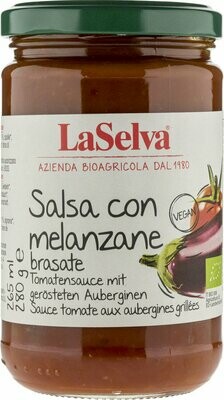 LaSelva
AZIENDA BIOAGRICOLA DAL 1980
Salsa con
melanzane
brasate
VEGAN
Tomatensauce mit
gerösteten Auberginen
Sauce tomate aux aubergines grillées
265 ml
280 g e